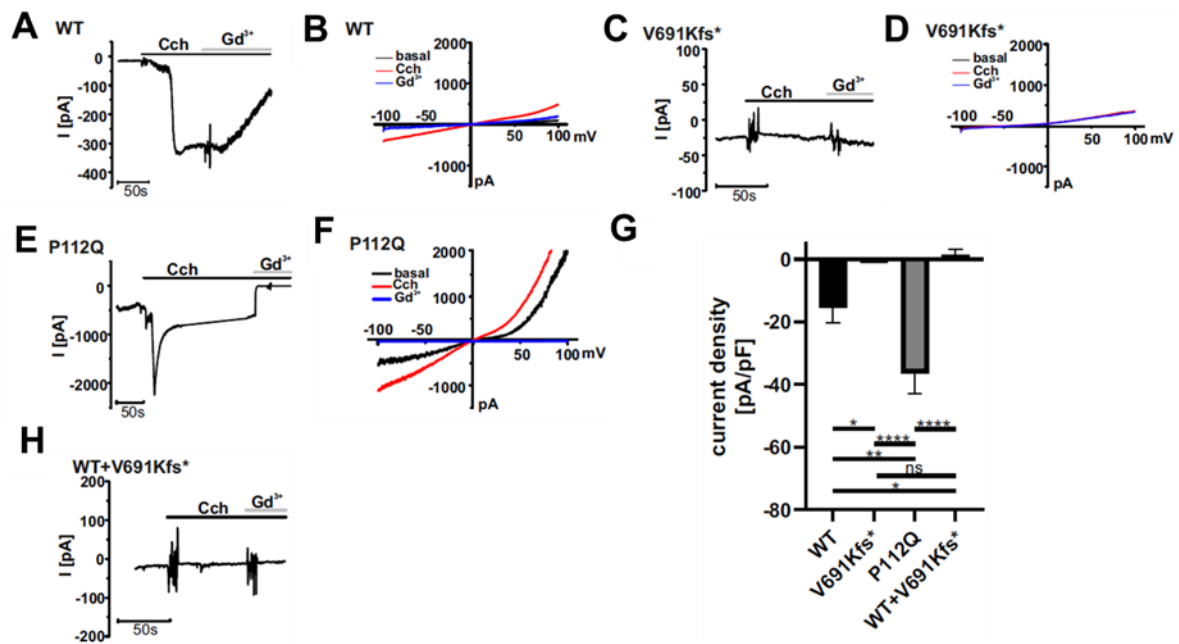 A
WT
Cch
Gd³⁺
0
-100
-200
-300
-400
I [pA]
50s
B
WT
basal
Cch
Gd³⁺
2000
1000
-1000
-100
-50
50
100
mV
pA
C
V691Kfs*
Cch
Gd³⁺
100
50
0
-50
-100
I [pA]
50s
D
V691Kfs*
basal
Cch
Gd³⁺
2000
1000
-1000
-100
-50
50
100
mV
pA
E
P112Q
Cch
Gd³⁺
0
-1000
-2000
I [pA]
50s
F
P112Q
basal
Cch
Gd³⁺
2000
1000
-1000
-100
-50
50
100
mV
pA
G
0
-20
-40
-60
-80
current density
[pA/pF]
* ****
****
**
ns
*
WT
V691Kfs*
P112Q
WT+V691Kfs*
H
WT+V691Kfs*
Cch
Gd³⁺
200
100
0
-100
-200
I [pA]
50s